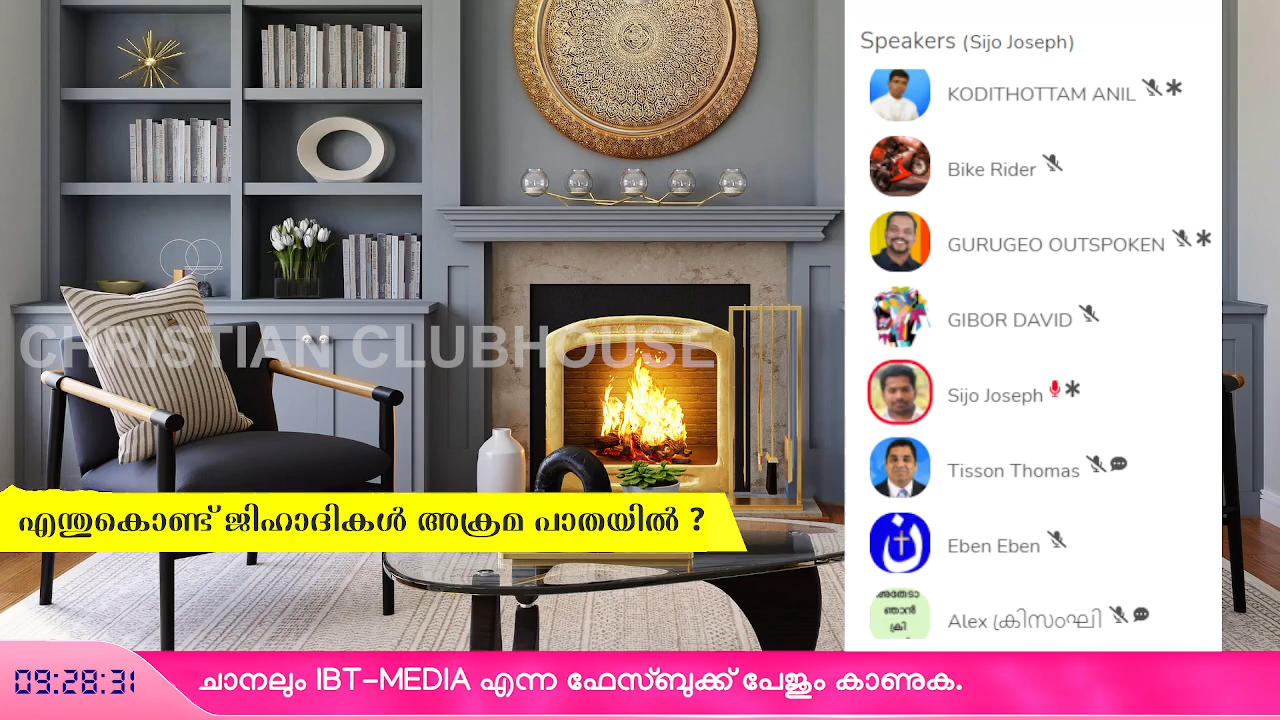 Speakers (Sijo Joseph)
KODITHOTTAM ANIL
Bike Rider
GURUGEO OUTSPOKEN
GIBOR DAVID
CHRISTIAN CLUBHOUSE
Sijo Joseph
Tisson Thomas
എന്തുകൊണ്ട് ജിഹാദികൾ അക്രമ പാതയിൽ ?
Eben Eben
അതേടാ
ഞാൻ
ക്രി
Alex ക്രിസംഘി
09:28:31
ചാനലും IBT-MEDIA എന്ന ഫേസ്ബുക്ക് പേജും കാണുക.